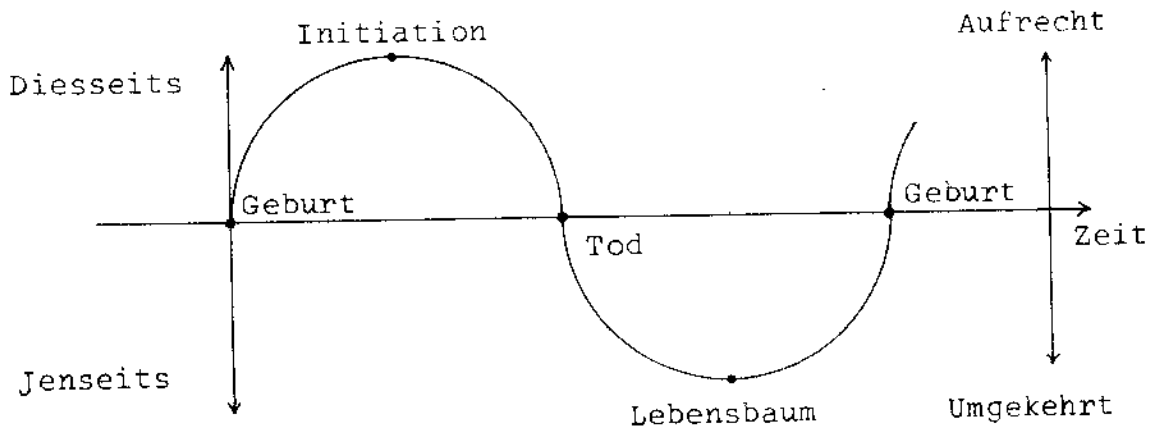 Initiation
Aufrecht
Diesseits
Geburt
Geburt
Tod
Zeit
Jenseits
Lebensbaum
Umgekehrt